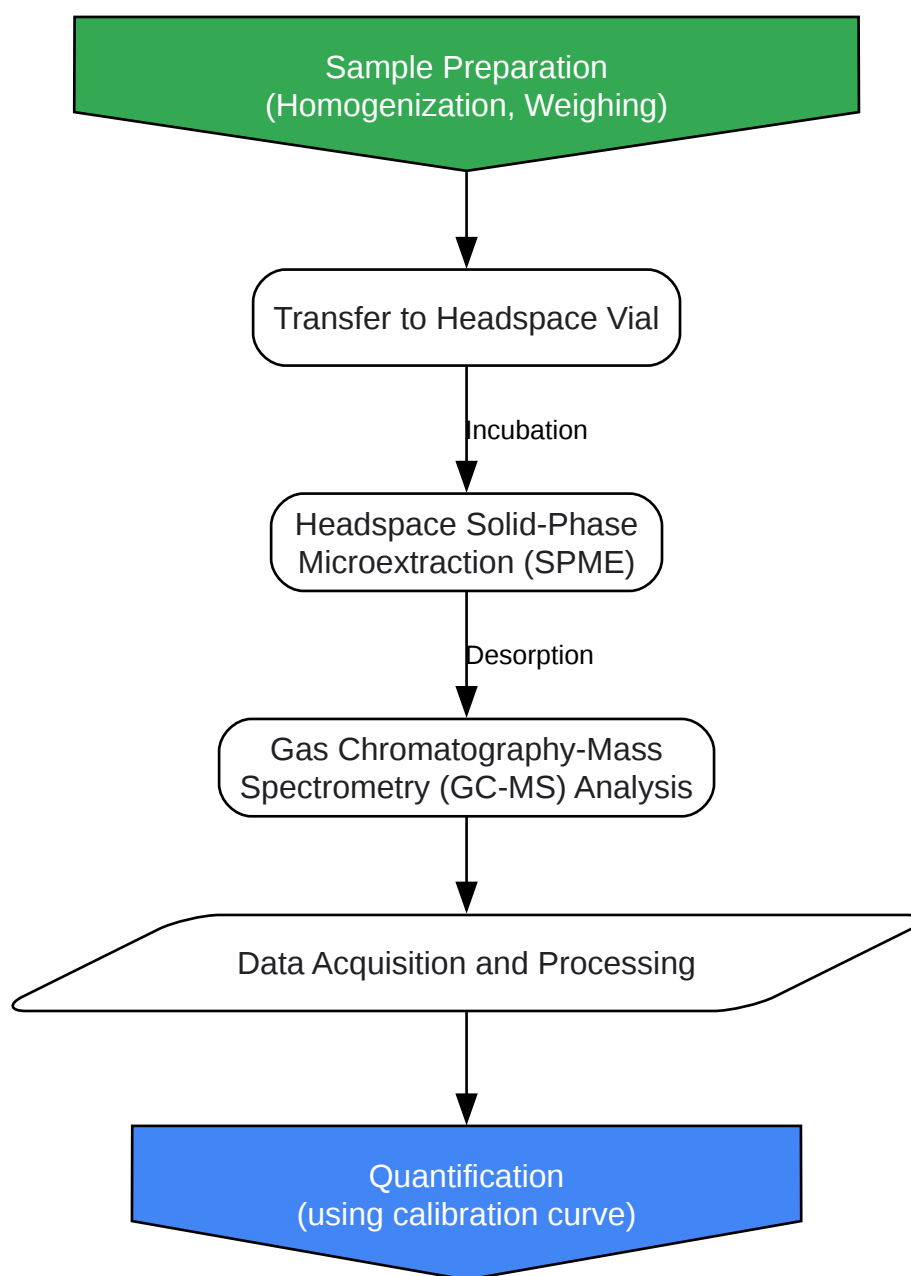 Sample Preparation
(Homogenization, Weighing)
Transfer to Headspace Vial
Incubation
Headspace Solid-Phase
Microextraction (SPME)
Desorption
Gas Chromatography-Mass
Spectrometry (GC-MS) Analysis
Data Acquisition and Processing
Quantification
(using calibration curve)